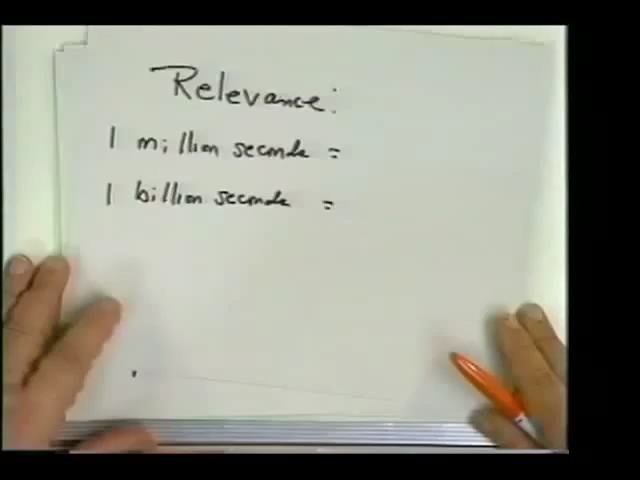 Relevance:
1 million seconds =
1 billion seconds =